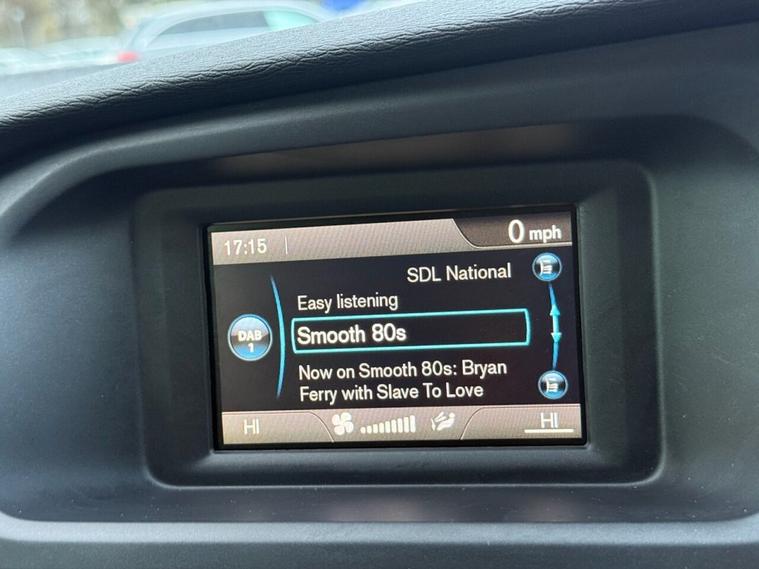 17:15
0 mph
SDL National
Easy listening
DAB
1
Smooth 80s
Now on Smooth 80s: Bryan
Ferry with Slave To Love
HI
HI